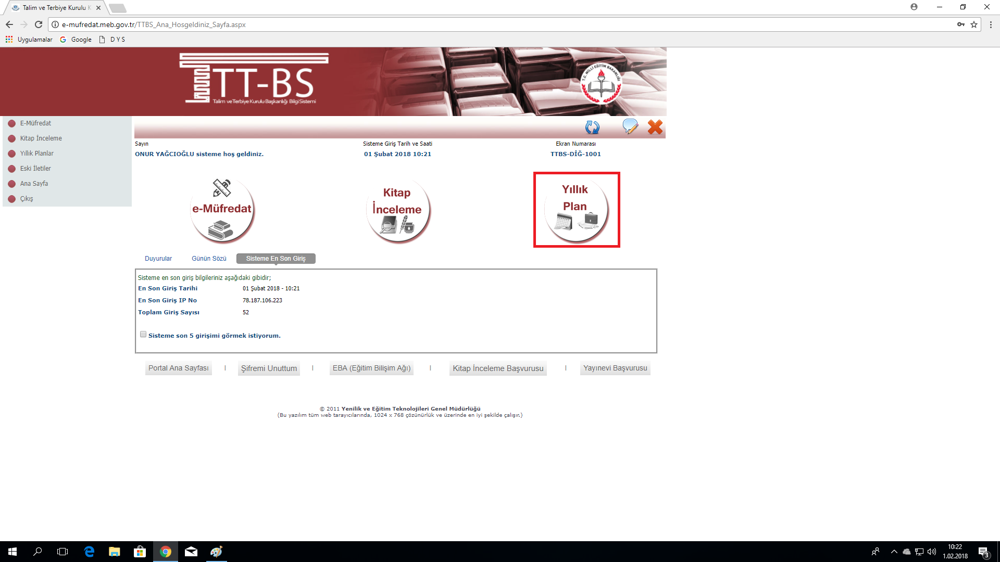 Talim ve Terbiye Kurulu K
e-mufredat.meb.gov.tr/TTBS_Ana_Hosgeldiniz_Sayfa.aspx
Uygulamalar
Google
D Y S
TT-BS
Talim ve Terbiye Kurulu Başkanlığı Bilgi Sistemi
T.C. MİLLİ EĞİTİM BAKANLIĞI
E-Müfredat
Kitap İnceleme
Yıllık Planlar
Eski İletiler
Ana Sayfa
Çıkış
Sayın
Sisteme Giriş Tarih ve Saati
Ekran Numarası
ONUR YAĞCIOĞLU sisteme hoş geldiniz.
01 Şubat 2018 10:21
TTBS-DİĞ-1001
e-Müfredat
Kitap
İnceleme
Yıllık
Plan
Duyurular
Günün Sözü
Sisteme En Son Giriş
Sisteme en son giriş bilgileriniz aşağıdaki gibidir;
En Son Giriş Tarihi
01 Şubat 2018 - 10:21
En Son Giriş IP No
78.187.106.223
Toplam Giriş Sayısı
52
Sisteme son 5 girişimi görmek istiyorum.
Portal Ana Sayfası | Şifremi Unuttum | EBA (Eğitim Bilişim Ağı) | Kitap İnceleme Başvurusu | Yayınevi Başvurusu
© 2011 Yenilik ve Eğitim Teknolojileri Genel Müdürlüğü
(Bu yazılım tüm web tarayıcılarında, 1024 x 768 çözünürlük ve üzerinde en iyi şekilde çalışır.)
10:22
1.02.2018
3